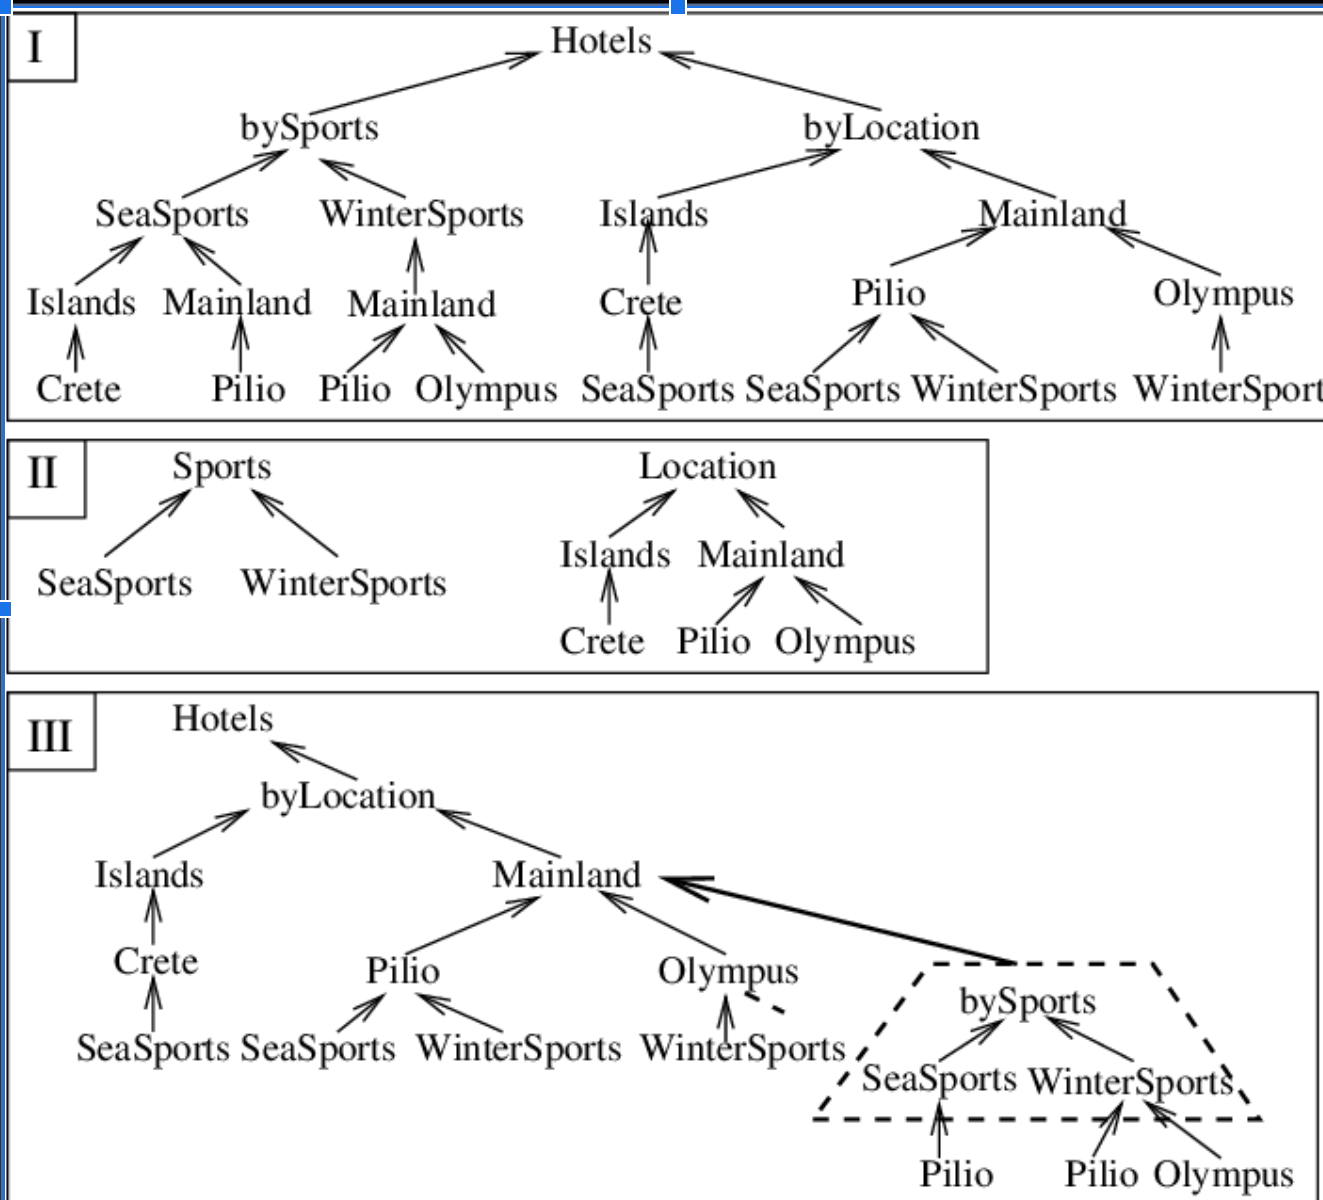 I
Hotels
bySports byLocation
SeaSports WinterSports Islands Mainland
Islands Mainland Mainland Crete Pilio Olympus
Crete Pilio Pilio Olympus SeaSports SeaSports WinterSports WinterSport
II
Sports Location
Islands Mainland
SeaSports WinterSports
Crete Pilio Olympus
III
Hotels
byLocation
Islands Mainland
Crete Pilio Olympus
bySports
SeaSports SeaSports WinterSports WinterSports
SeaSports WinterSports
Pilio Pilio Olympus